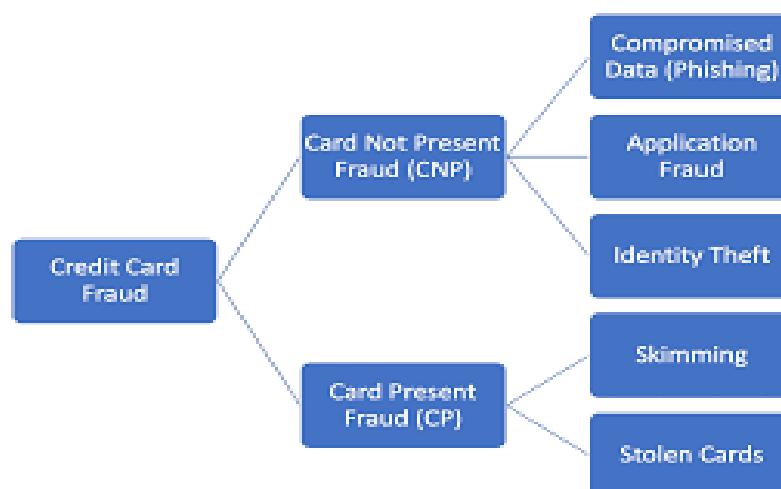 Compromised
Data (Phishing)
Card Not Present
Fraud (CNP)
Application
Fraud
Credit Card
Fraud
Identity Theft
Card Present
Fraud (CP)
Skimming
Stolen Cards